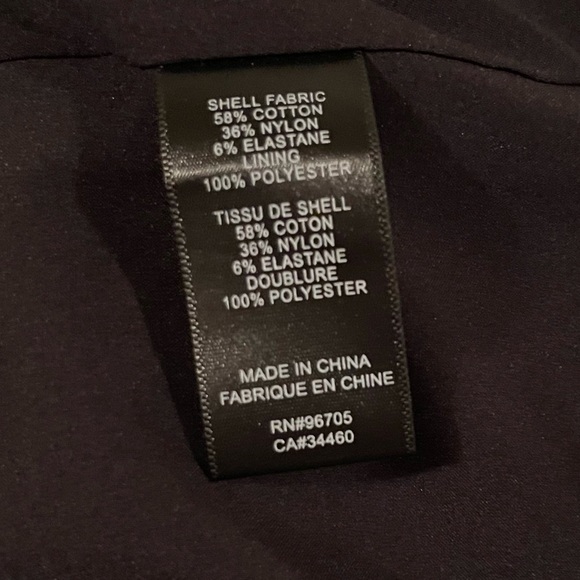 SHELL FABRIC
58% COTTON
36% NYLON
6% ELASTANE
LINING
100% POLYESTER
TISSU DE SHELL
58% COTON
36% NYLON
6% ELASTANE
DOUBLURE
100% POLYESTER
MADE IN CHINA
FABRIQUE EN CHINE
RN#96705
CA#34460